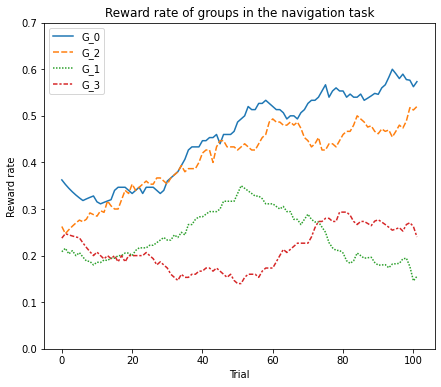 Reward rate of groups in the navigation task
G_0
G_2
G_1
G_3
Reward rate
0.7
0.6
0.5
0.4
0.3
0.2
0.1
0.0
0
20
40
60
80
100
Trial